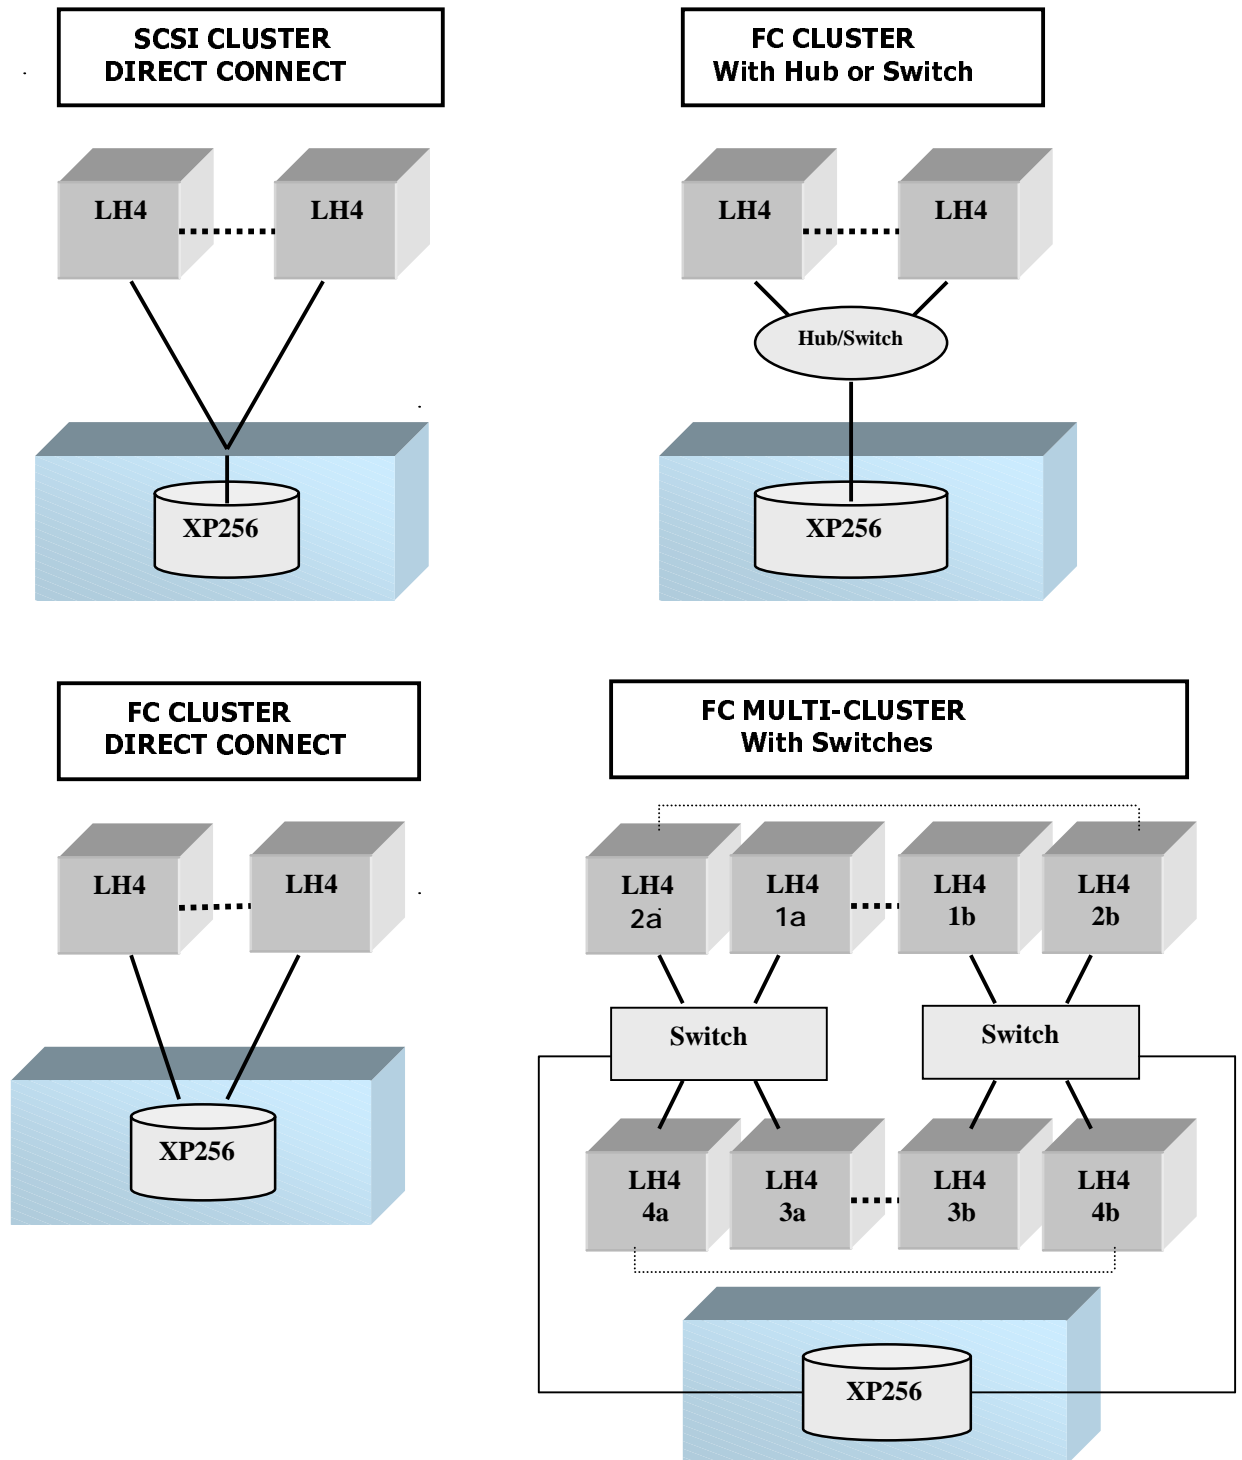 SCSI CLUSTER
DIRECT CONNECT
LH4
LH4
XP256
FC CLUSTER
With Hub or Switch
LH4
LH4
Hub/Switch
XP256
FC CLUSTER
DIRECT CONNECT
LH4
LH4
XP256
FC MULTI-CLUSTER
With Switches
LH4
2a
LH4
1a
LH4
1b
LH4
2b
Switch
Switch
LH4
4a
LH4
3a
LH4
3b
LH4
4b
XP256